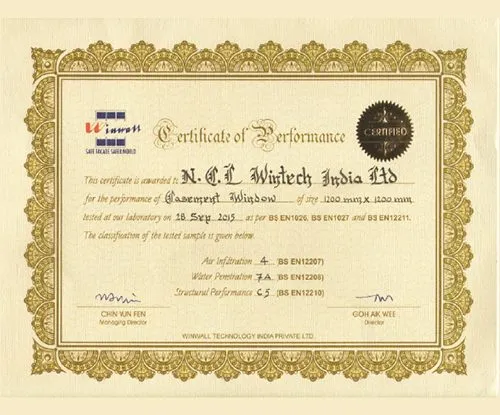 Winwall
SAFE FACADE SAFER WORLD
Certificate of Performance
CERTIFIED
This certificate is awarded to N.C.L Wintech India Ltd
for the performance of Casement Window of size 1200 mm x 1200 mm
tested at our laboratory on 28 Sep 2015 as per BS EN1026, BS EN1027 and BS EN12211.
The classification of the tested sample is given below.
Air Infiltration 4 (BS EN12207)
Water Penetration 7A (BS EN12208)
Structural Performance C5 (BS EN12210)
CHIN YUN FEN
Managing Director
GOH AIK WEE
Director
WINWALL TECHNOLOGY INDIA PRIVATE LTD.